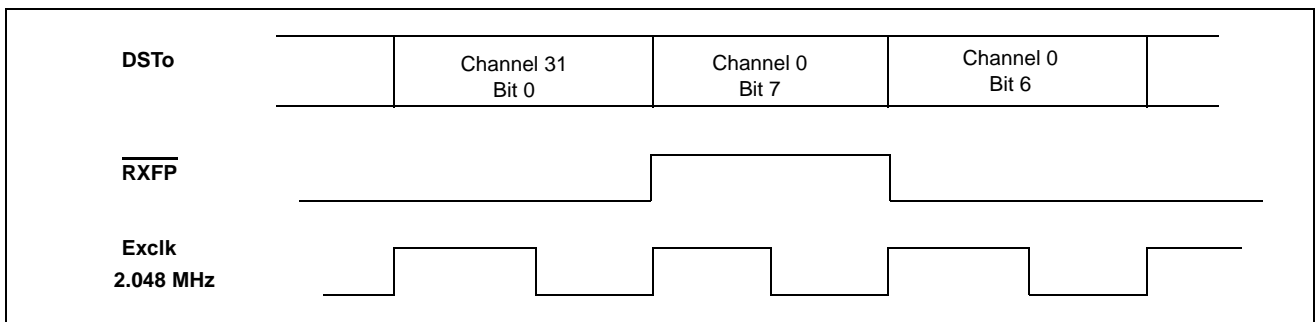 DSTo
Channel 31
Bit 0
Channel 0
Bit 7
Channel 0
Bit 6
RXFP
Exclk
2.048 MHz